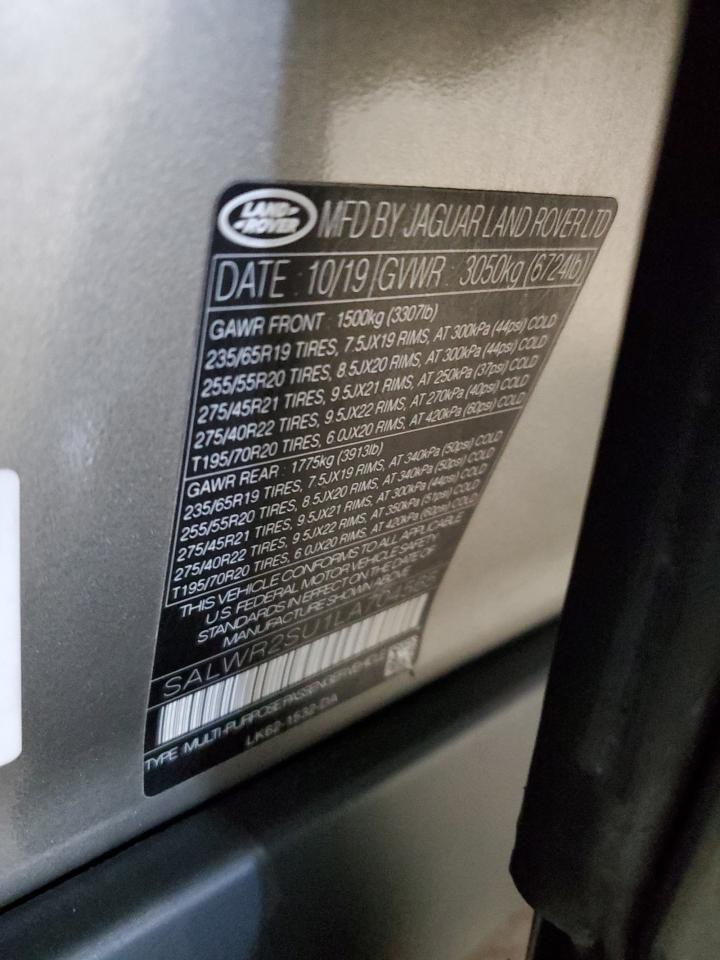 LAND-
-ROVER
MFD BY JAGUAR LAND ROVER LTD
DATE : 10/19 GVWR : 3050kg (6724lb)
GAWR FRONT : 1500kg (3307lb)
235/65R19 TIRES, 7.5JX19 RIMS, AT 300kPa (44psi) COLD
255/55R20 TIRES, 8.5JX20 RIMS, AT 300kPa (44psi) COLD
275/45R21 TIRES, 9.5JX21 RIMS, AT 250kPa (37psi) COLD
275/40R22 TIRES, 9.5JX22 RIMS, AT 270kPa (40psi) COLD
T195/70R20 TIRES, 6.0JX20 RIMS, AT 420kPa (60psi) COLD
GAWR REAR : 1775kg (3913lb)
235/65R19 TIRES, 7.5JX19 RIMS, AT 340kPa (50psi) COLD
255/55R20 TIRES, 8.5JX20 RIMS, AT 340kPa (50psi) COLD
275/45R21 TIRES, 9.5JX21 RIMS, AT 300kPa (44psi) COLD
275/40R22 TIRES, 9.5JX22 RIMS, AT 350kPa (51psi) COLD
T195/70R20 TIRES, 6.0JX20 RIMS, AT 420kPa (60psi) COLD
THIS VEHICLE CONFORMS TO ALL APPLICABLE
U.S. FEDERAL MOTOR VEHICLE SAFETY
STANDARDS IN EFFECT ON THE DATE OF
MANUFACTURE SHOWN ABOVE
TYPE MULTI-PURPOSE PASSENGER VEHICLE
LK62-1532-DA